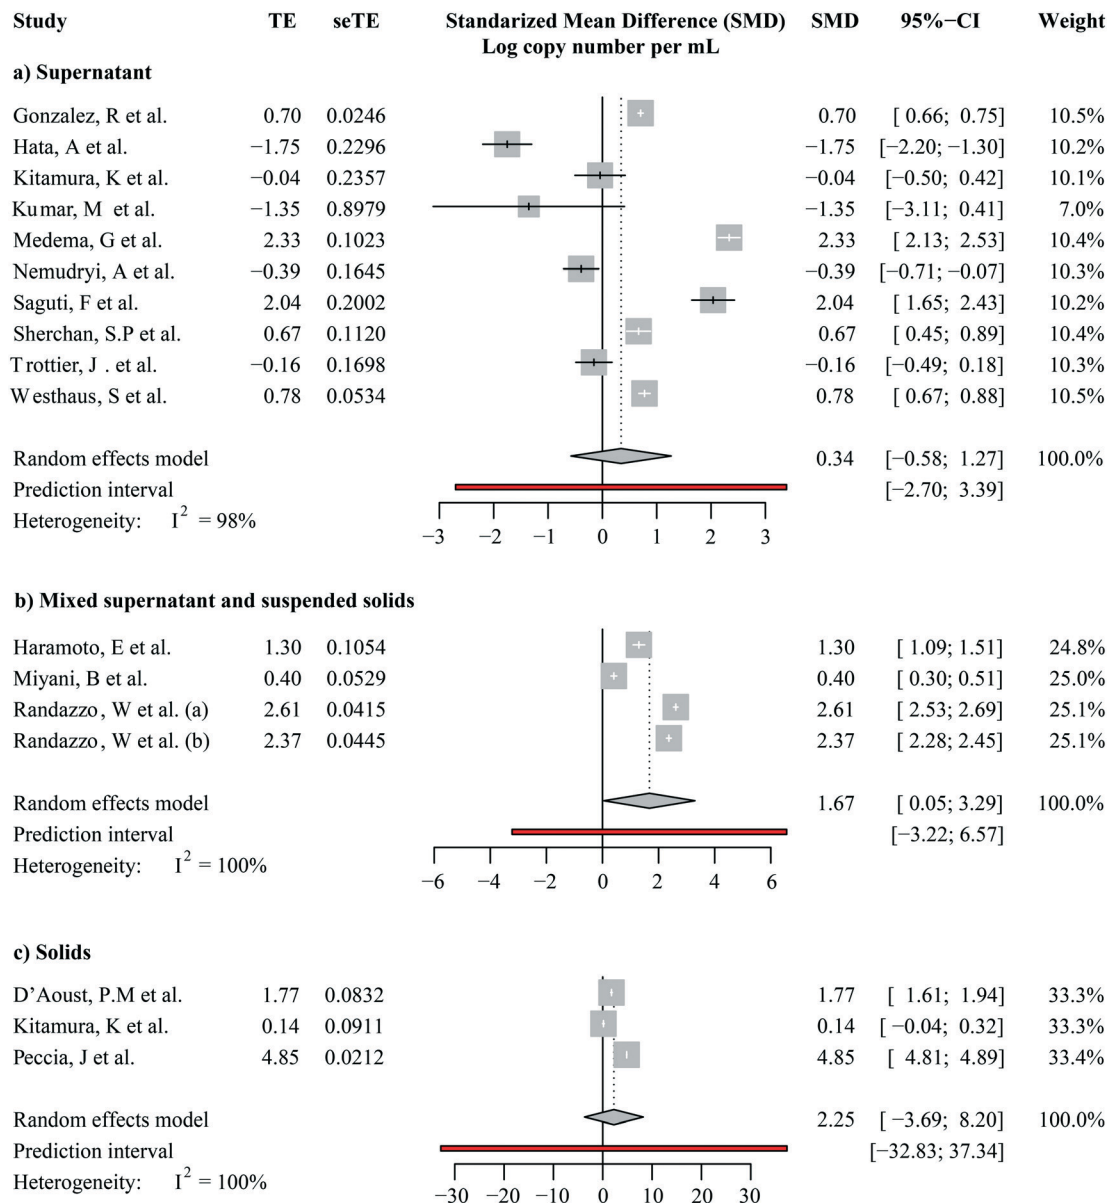 Study TE seTE Standarized Mean Difference (SMD) SMD 95%−CI Weight
Log copy number per mL
a) Supernatant
Gonzalez, R et al. 0.70 0.0246 0.70 [ 0.66; 0.75] 10.5%
Hata, A et al. −1.75 0.2296 −1.75 [−2.20; −1.30] 10.2%
Kitamura, K et al. −0.04 0.2357 −0.04 [−0.50; 0.42] 10.1%
Kumar, M et al. −1.35 0.8979 −1.35 [−3.11; 0.41] 7.0%
Medema, G et al. 2.33 0.1023 2.33 [ 2.13; 2.53] 10.4%
Nemudryi, A et al. −0.39 0.1645 −0.39 [−0.71; −0.07] 10.3%
Saguti, F et al. 2.04 0.2002 2.04 [ 1.65; 2.43] 10.2%
Sherchan, S.P et al. 0.67 0.1120 0.67 [ 0.45; 0.89] 10.4%
Trottier, J . et al. −0.16 0.1698 −0.16 [−0.49; 0.18] 10.3%
Westhaus, S et al. 0.78 0.0534 0.78 [ 0.67; 0.88] 10.5%
Random effects model 0.34 [−0.58; 1.27] 100.0%
Prediction interval [−2.70; 3.39]
Heterogeneity: I² = 98%
−3 −2 −1 0 1 2 3
b) Mixed supernatant and suspended solids
Haramoto, E et al. 1.30 0.1054 1.30 [ 1.09; 1.51] 24.8%
Miyani, B et al. 0.40 0.0529 0.40 [ 0.30; 0.51] 25.0%
Randazzo, W et al. (a) 2.61 0.0415 2.61 [ 2.53; 2.69] 25.1%
Randazzo, W et al. (b) 2.37 0.0445 2.37 [ 2.28; 2.45] 25.1%
Random effects model 1.67 [ 0.05; 3.29] 100.0%
Prediction interval [−3.22; 6.57]
Heterogeneity: I² = 100%
−6 −4 −2 0 2 4 6
c) Solids
D’Aoust, P.M et al. 1.77 0.0832 1.77 [ 1.61; 1.94] 33.3%
Kitamura, K et al. 0.14 0.0911 0.14 [ −0.04; 0.32] 33.3%
Peccia, J et al. 4.85 0.0212 4.85 [ 4.81; 4.89] 33.4%
Random effects model 2.25 [ −3.69; 8.20] 100.0%
Prediction interval [−32.83; 37.34]
Heterogeneity: I² = 100%
−30 −20 −10 0 10 20 30